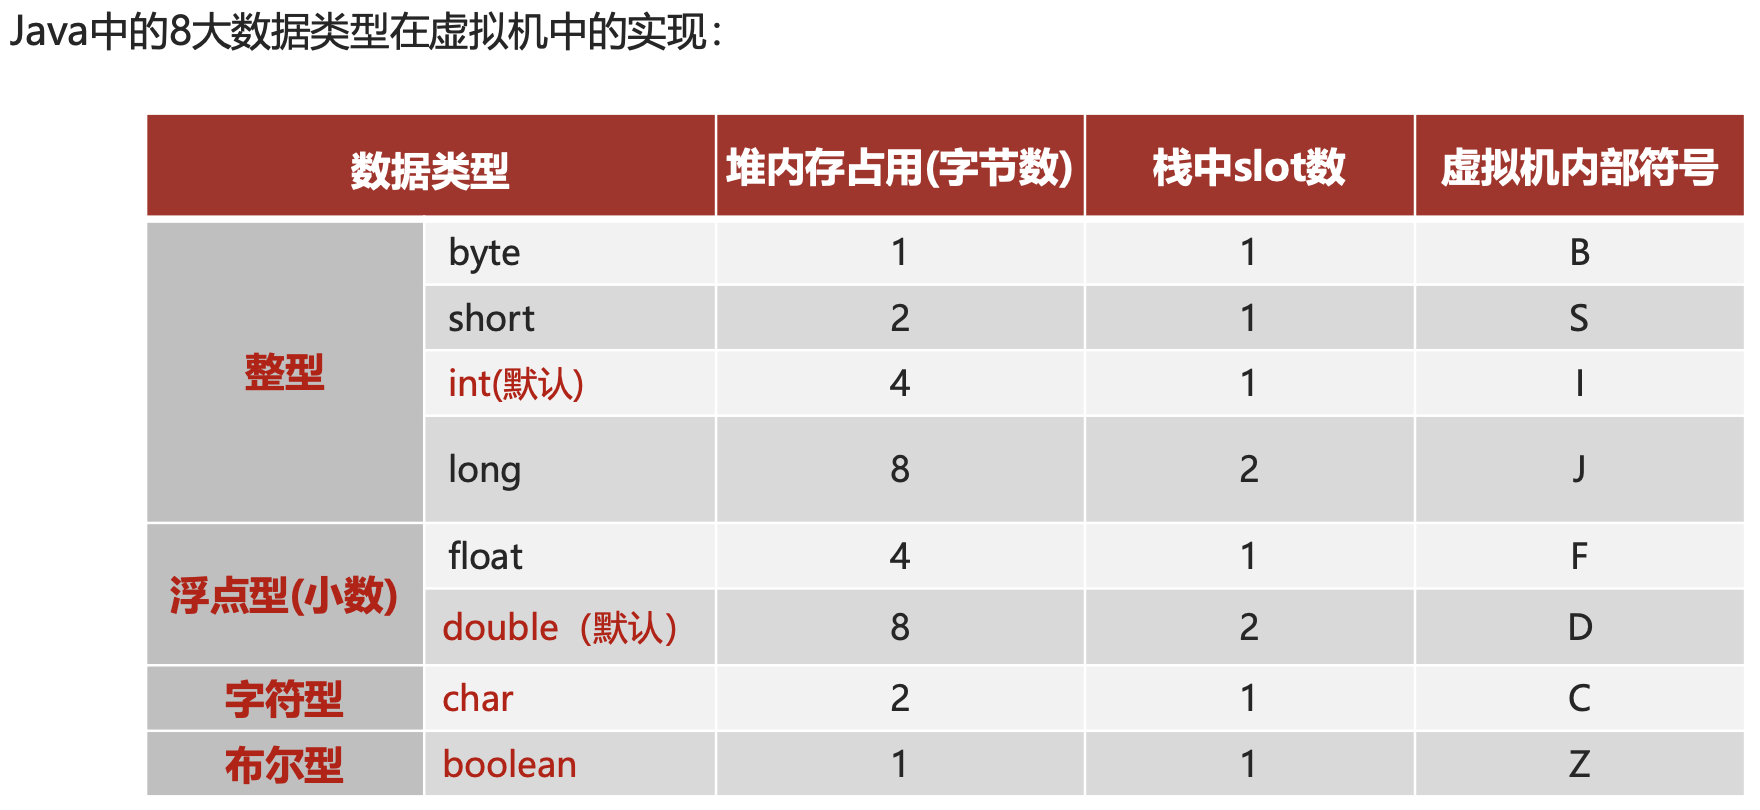 Java中的8大数据类型在虚拟机中的实现：
数据类型 堆内存占用(字节数) 栈中slot数 虚拟机内部符号
整型 byte 1 1 B
short 2 1 S
int(默认) 4 1 I
long 8 2 J
浮点型(小数) float 4 1 F
double（默认） 8 2 D
字符型 char 2 1 C
布尔型 boolean 1 1 Z